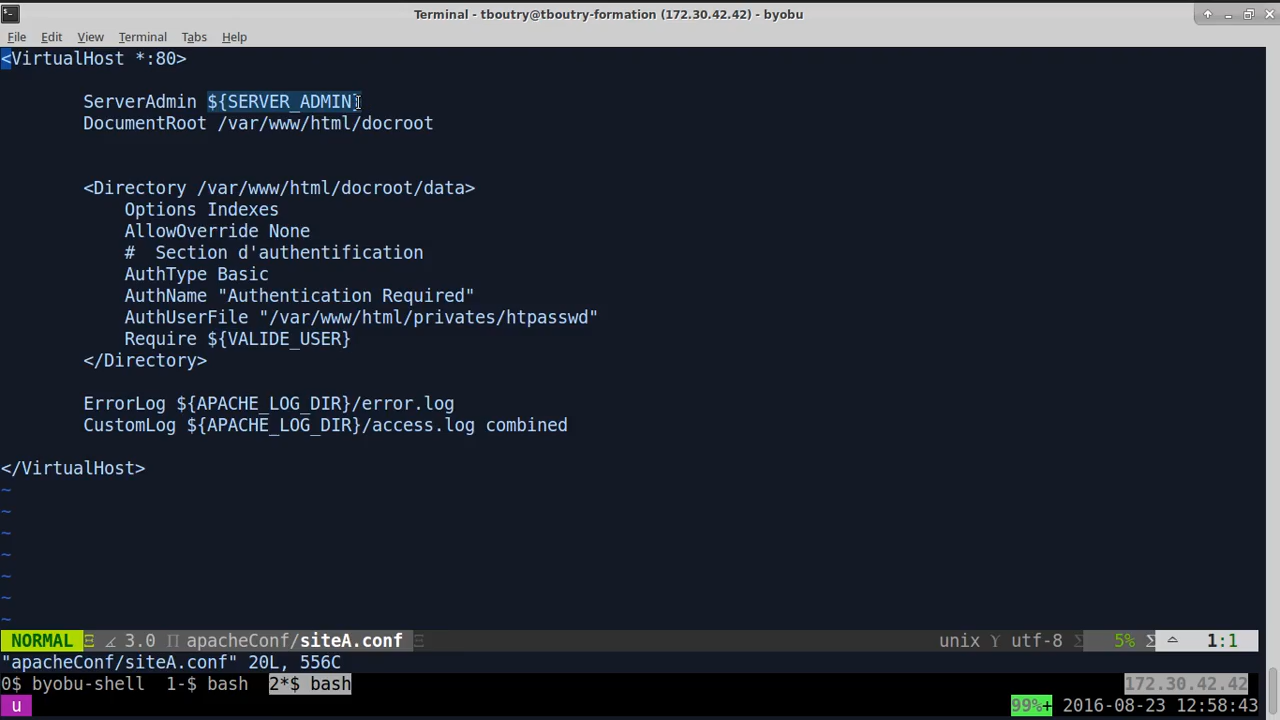 Terminal - tboutry@tboutry-formation (172.30.42.42) - byobu
File Edit View Terminal Tabs Help
<VirtualHost *:80>
ServerAdmin ${SERVER_ADMIN}
DocumentRoot /var/www/html/docroot
<Directory /var/www/html/docroot/data>
Options Indexes
AllowOverride None
#  Section d'authentification
AuthType Basic
AuthName "Authentication Required"
AuthUserFile "/var/www/html/privates/htpasswd"
Require ${VALIDE_USER}
</Directory>
ErrorLog ${APACHE_LOG_DIR}/error.log
CustomLog ${APACHE_LOG_DIR}/access.log combined
</VirtualHost>
~
~
~
~
~
~
~
NORMAL 3.0 apacheConf/siteA.conf unix utf-8 5% 1:1
"apacheConf/siteA.conf" 20L, 556C
0$ byobu-shell 1-$ bash 2*$ bash 172.30.42.42
u 99%+ 2016-08-23 12:58:43